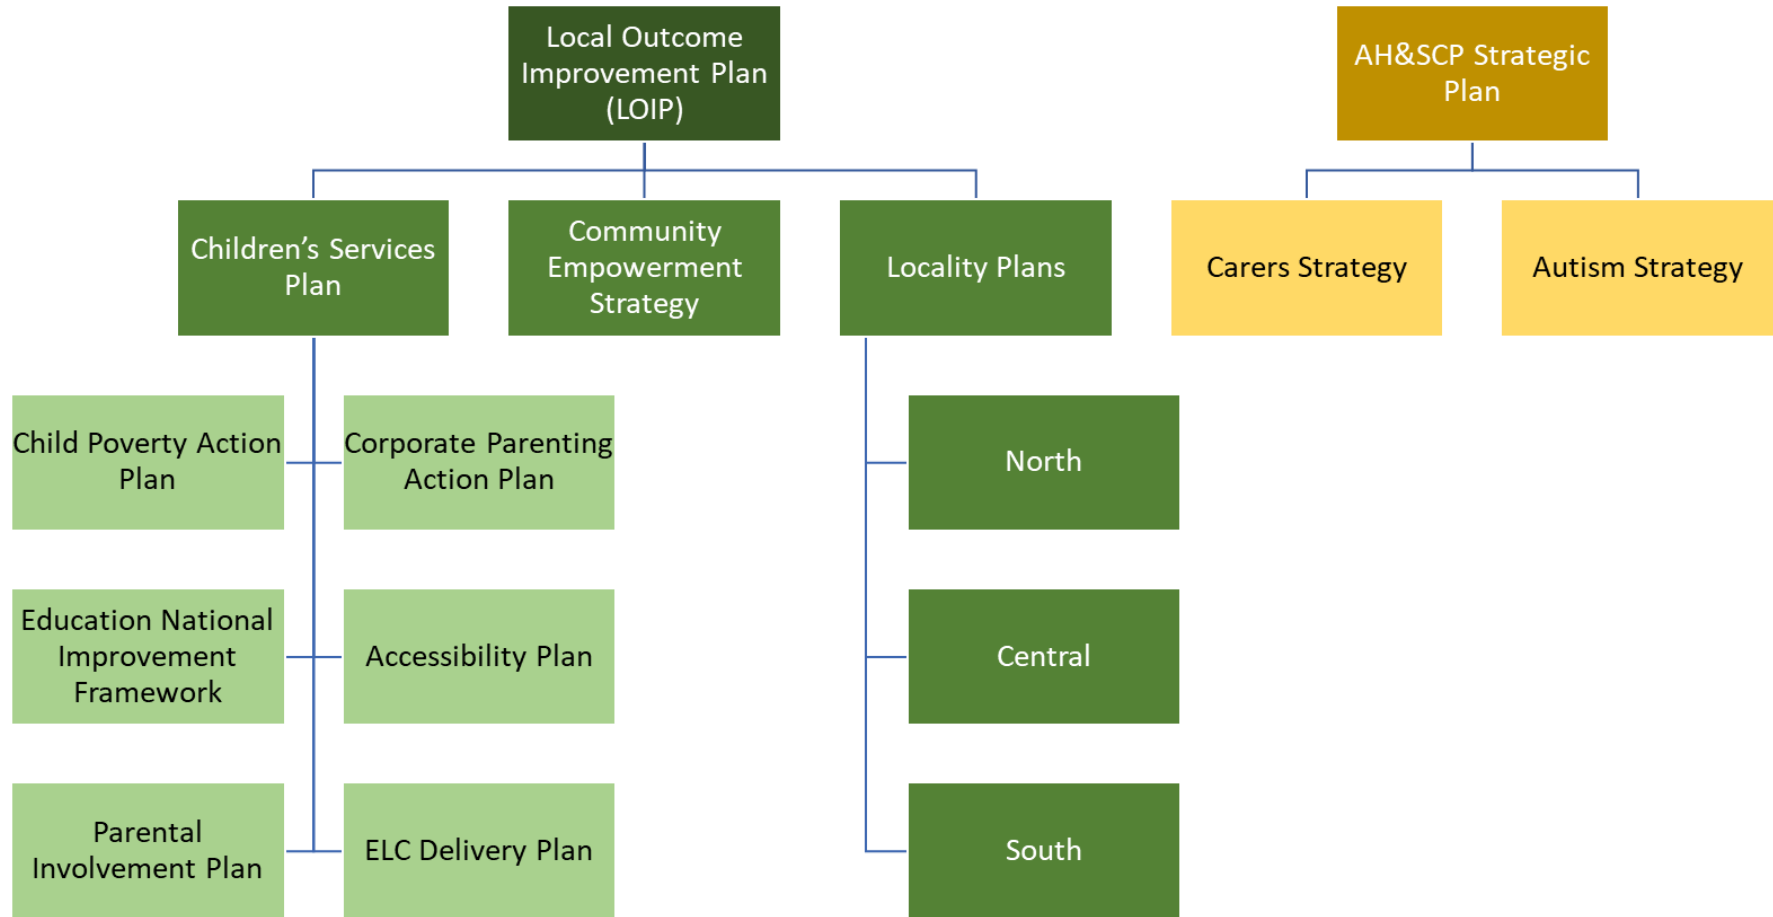 Local Outcome
Improvement Plan
(LOIP)
AH&SCP Strategic
Plan
Children’s Services
Plan
Community
Empowerment
Strategy
Locality Plans
Carers Strategy
Autism Strategy
Child Poverty Action
Plan
Corporate Parenting
Action Plan
North
Education National
Improvement
Framework
Accessibility Plan
Central
Parental
Involvement Plan
ELC Delivery Plan
South